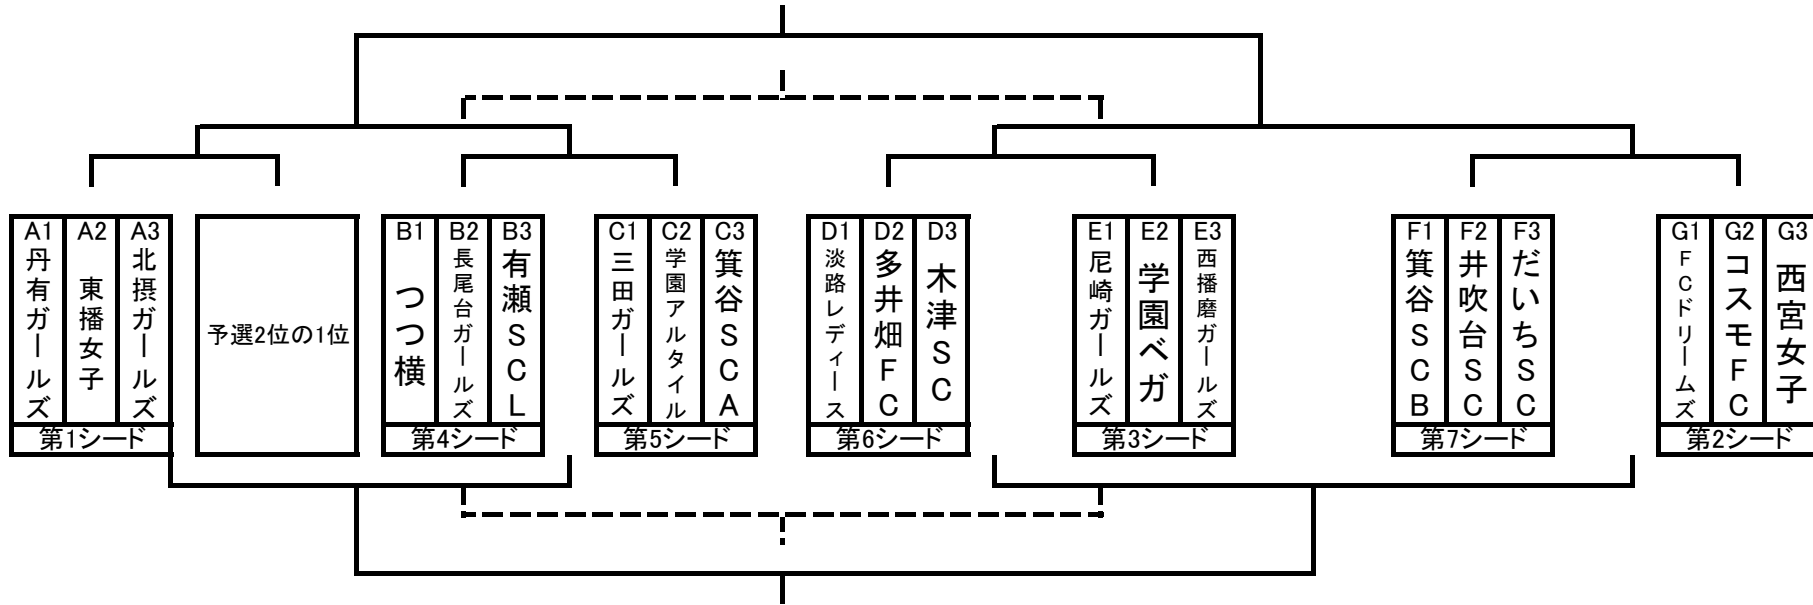 A1
丹有ガールズ
A2
東播女子
A3
北摂ガールズ
第1シード
予選2位の1位
B1
つつ横
B2
長尾台ガールズ
B3
有瀬SCL
第4シード
C1
三田ガールズ
C2
学園アルタイル
C3
箕谷SCA
第5シード
D1
淡路レディース
D2
多井畑FC
D3
木津SC
第6シード
E1
尼崎ガールズ
E2
学園ベガ
E3
西播磨ガールズ
第3シード
F1
箕谷SCB
F2
井吹台SC
F3
だいちSC
第7シード
G1
FCドリームズ
G2
コスモFC
G3
西宮女子
第2シード